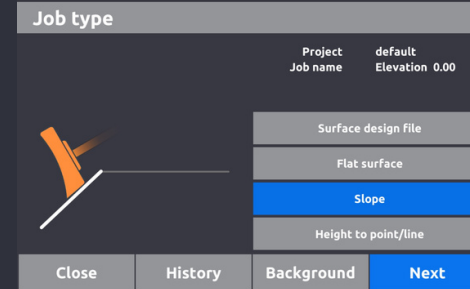 Job type
Project default
Job name Elevation 0.00
Surface design file
Flat surface
Slope
Height to point/line
Close History Background Next